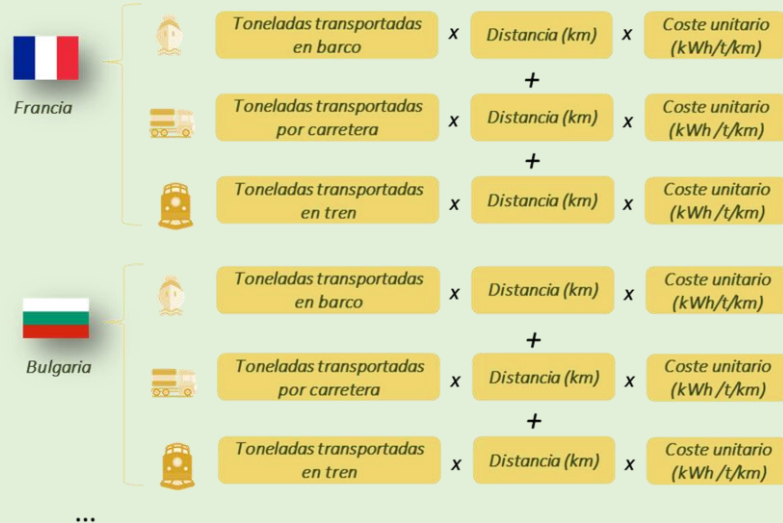 Toneladas transportadas
en barco
x
Distancia (km)
x
Coste unitario
(kWh/t/km)
+
Francia
Toneladas transportadas
por carretera
x
Distancia (km)
x
Coste unitario
(kWh /t/km)
+
Toneladas transportadas
en tren
x
Distancia (km)
x
Coste unitario
(kWh /t/km)
Toneladas transportadas
en barco
x
Distancia (km)
x
Coste unitario
(kWh/t/km)
+
Bulgaria
Toneladas transportadas
por carretera
x
Distancia (km)
x
Coste unitario
(kWh /t/km)
+
Toneladas transportadas
en tren
x
Distancia (km)
x
Coste unitario
(kWh /t/km)
...